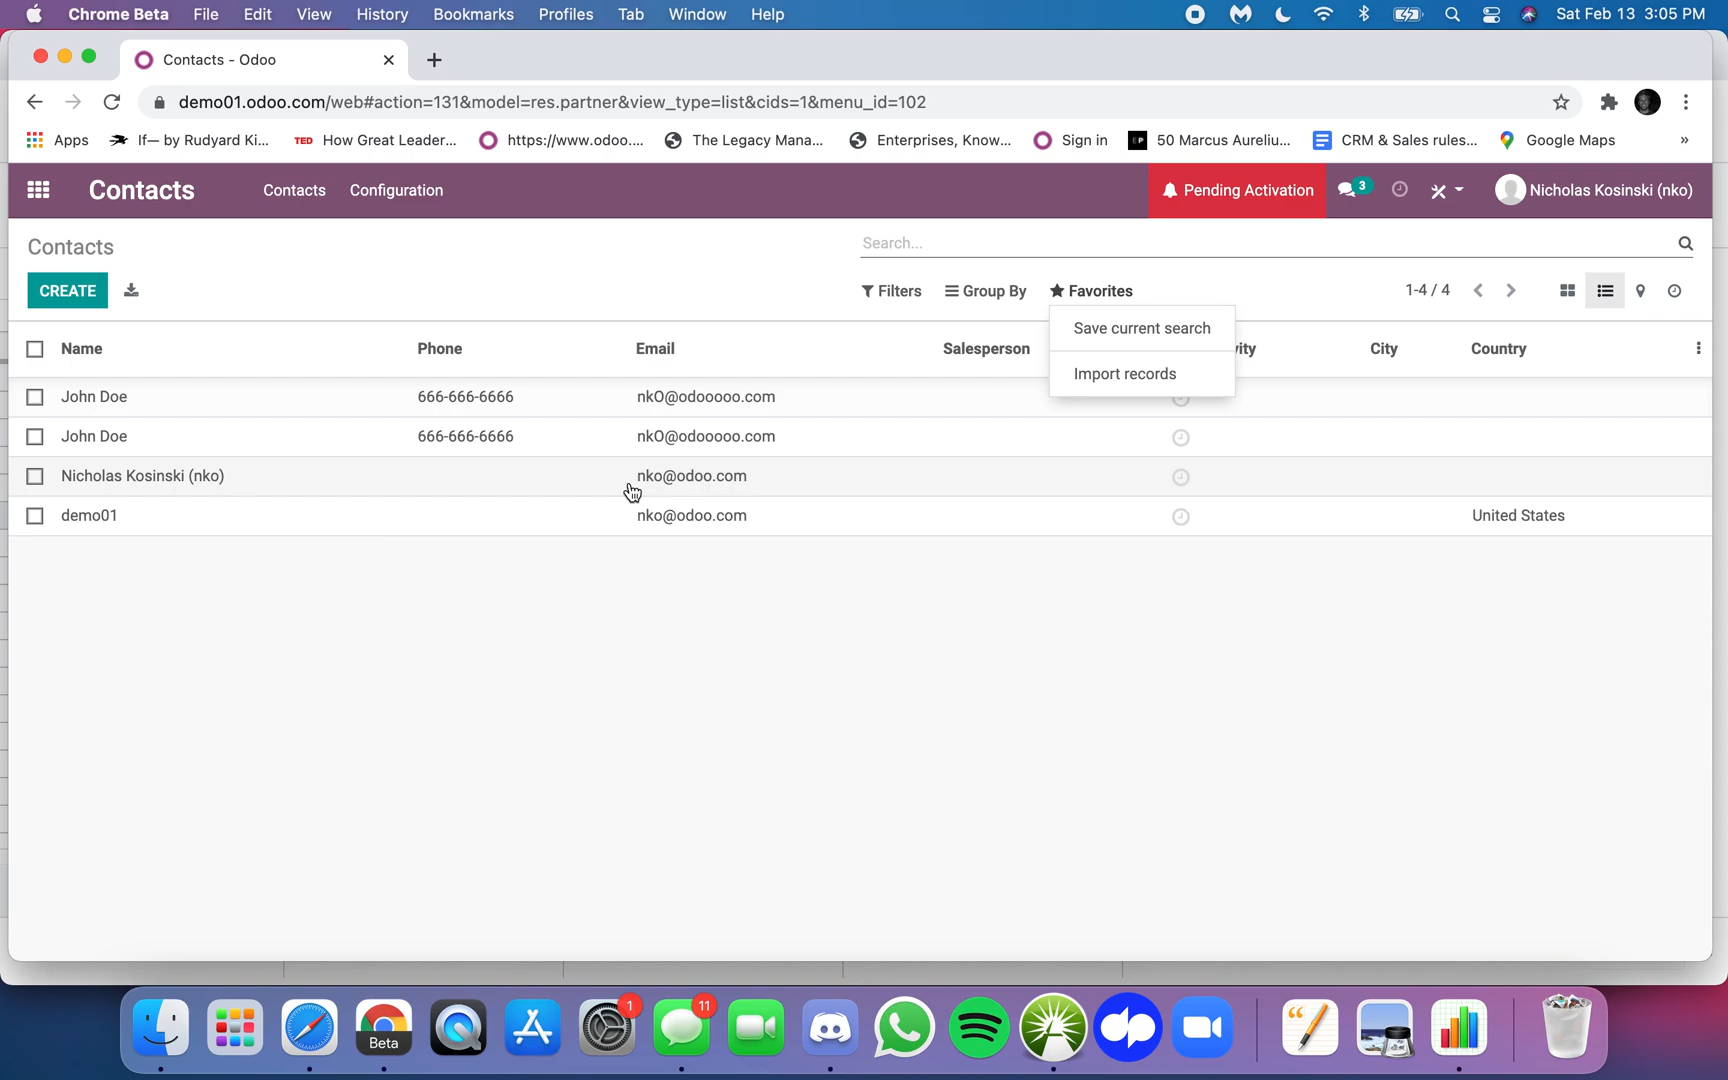 Chrome Beta File Edit View History Bookmarks Profiles Tab Window Help Sat Feb 13 3:05 PM
Contacts - Odoo
demo01.odoo.com/web#action=131&model=res.partner&view_type=list&cids=1&menu_id=102
Apps If— by Rudyard Ki... TED How Great Leader... https://www.odoo.... The Legacy Mana... Enterprises, Know... Sign in EP 50 Marcus Aureliu... CRM & Sales rules... Google Maps »
Contacts Contacts Configuration Pending Activation 3 Nicholas Kosinski (nko)
Contacts Search...
CREATE Filters Group By Favorites 1-4 / 4
Save current search
Name Phone Email Salesperson vity City Country
Import records
John Doe 666-666-6666 nkO@odooooo.com
John Doe 666-666-6666 nkO@odooooo.com
Nicholas Kosinski (nko) nko@odoo.com
demo01 nko@odoo.com United States
1 11
Beta